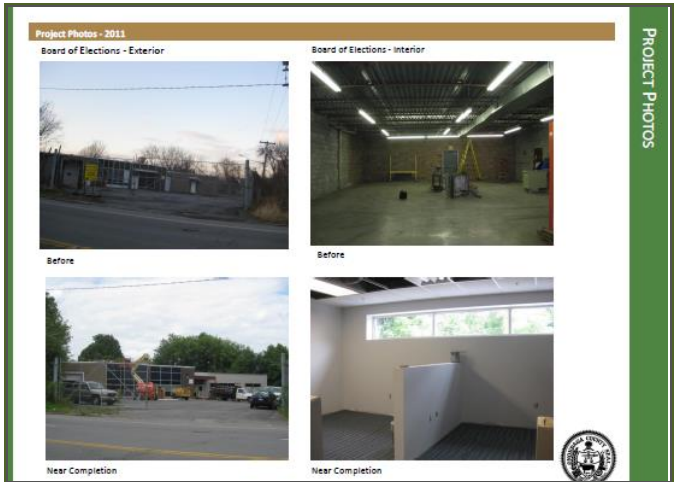 Project Photos - 2011
Board of Elections - Exterior
Board of Elections - Interior
Before
Before
Near Completion
Near Completion
PROJECT PHOTOS